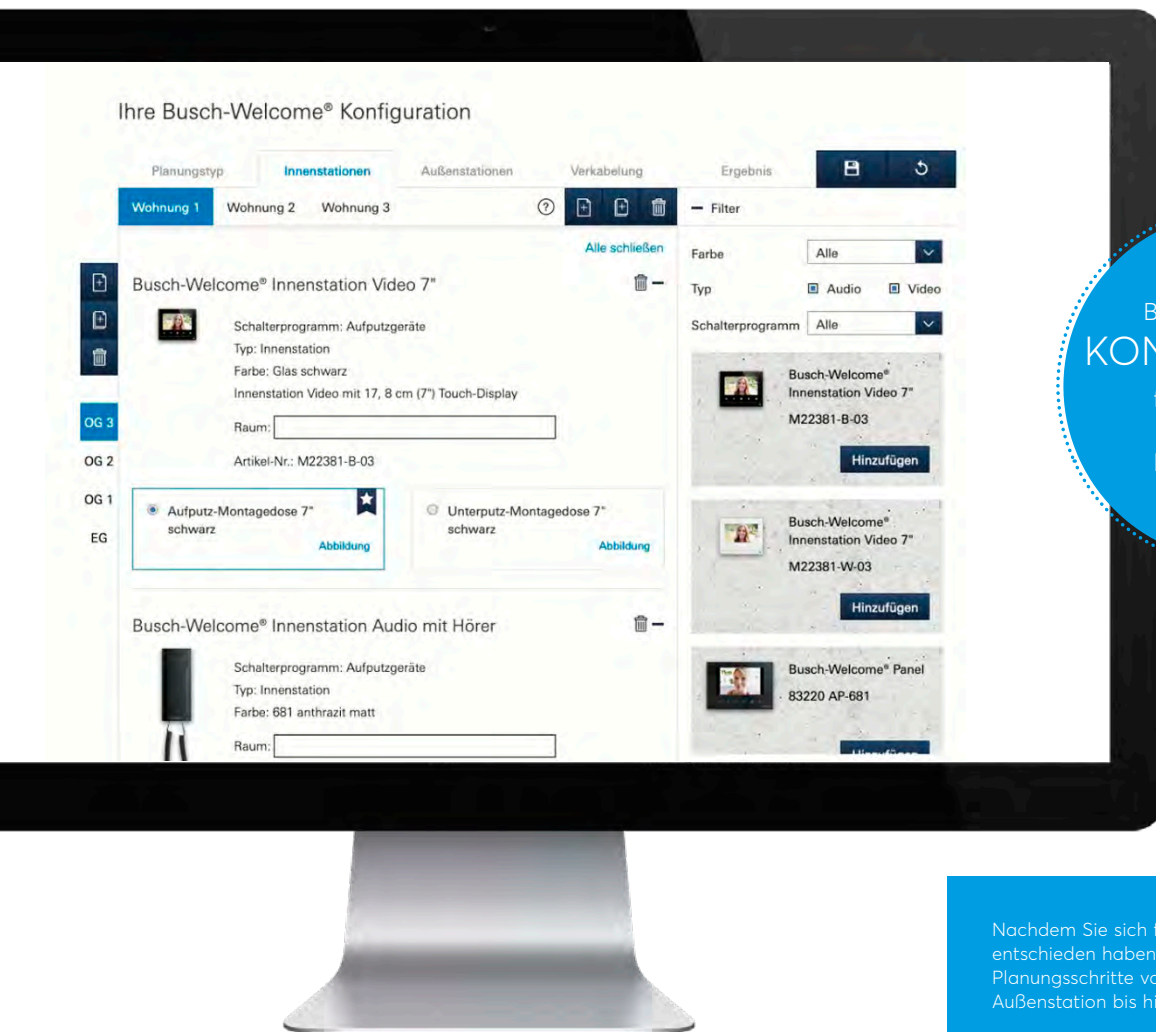 Ihre Busch-Welcome® Konfiguration
Planungstyp Innenstationen Außenstationen Verkabelung Ergebnis
Wohnung 1 Wohnung 2 Wohnung 3 ? − Filter
Alle schließen
Farbe Alle
Typ Audio Video
Schalterprogramm Alle
OG 3
OG 2
OG 1
EG
Busch-Welcome® Innenstation Video 7"
Schalterprogramm: Aufputzgeräte
Typ: Innenstation
Farbe: Glas schwarz
Innenstation Video mit 17, 8 cm (7") Touch-Display
Raum:
Artikel-Nr.: M22381-B-03
Aufputz-Montagedose 7"
schwarz
Abbildung
Unterputz-Montagedose 7"
schwarz
Abbildung
Busch-Welcome® Innenstation Audio mit Hörer
Schalterprogramm: Aufputzgeräte
Typ: Innenstation
Farbe: 681 anthrazit matt
Raum:
Busch-Welcome®
Innenstation Video 7"
M22381-B-03
Hinzufügen
Busch-Welcome®
Innenstation Video 7"
M22381-W-03
Hinzufügen
Busch-Welcome® Panel
83220 AP-681
Hinzufügen
B
KON
Nachdem Sie sich
entschieden haben
Planungsschritte
Außenstation bis